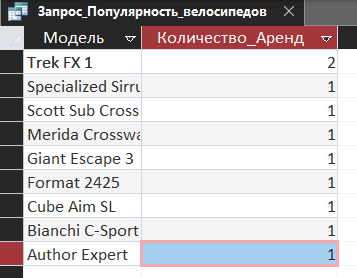 Запрос_Популярность_велосипедов
Модель Количество_Аренд
Trek FX 1 2
Specialized Sirru 1
Scott Sub Cross 1
Merida Crosswa 1
Giant Escape 3 1
Format 2425 1
Cube Aim SL 1
Bianchi C-Sport 1
Author Expert 1